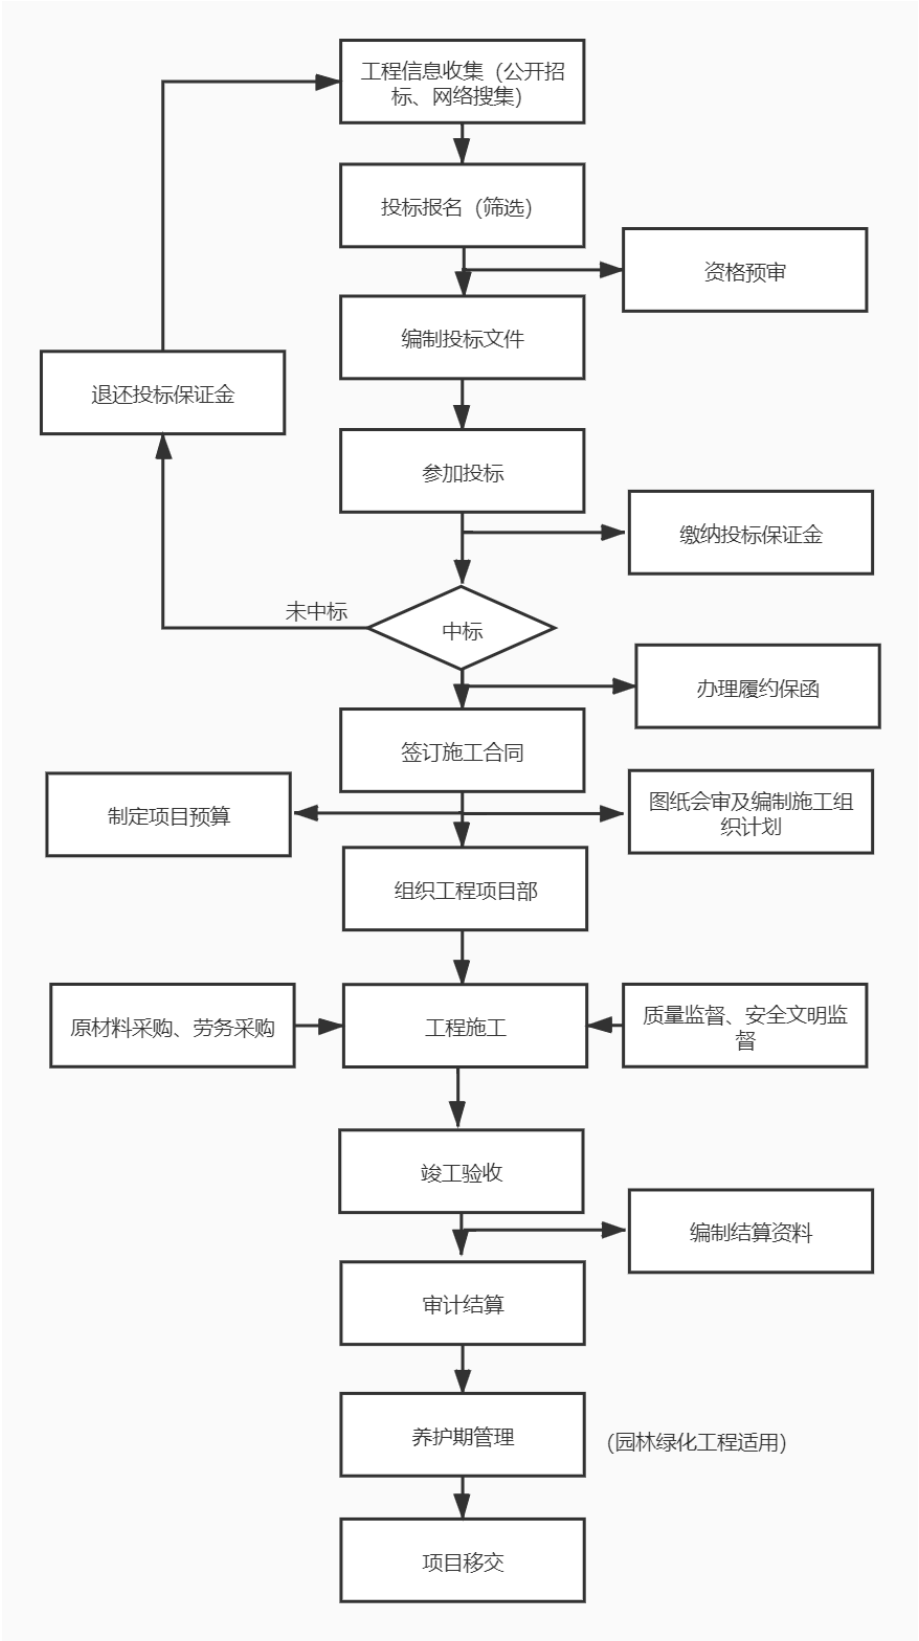 工程信息收集（公开招
标、网络搜集）
投标报名（筛选）
资格预审
编制投标文件
退还投标保证金
参加投标
缴纳投标保证金
未中标
中标
办理履约保函
签订施工合同
制定项目预算
图纸会审及编制施工组
织计划
组织工程项目部
原材料采购、劳务采购
工程施工
质量监督、安全文明监
督
竣工验收
编制结算资料
审计结算
养护期管理
（园林绿化工程适用）
项目移交